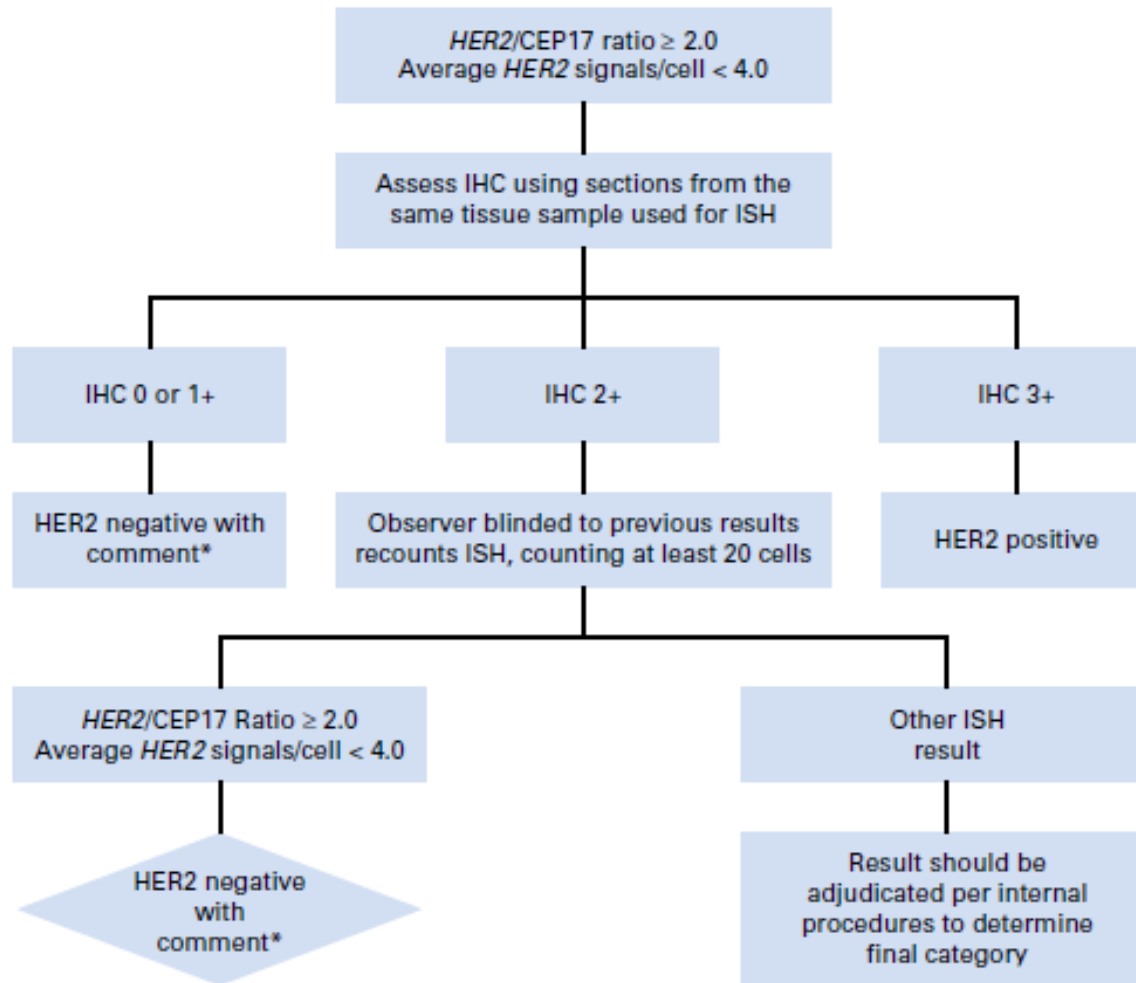 HER2/CEP17 ratio ≥ 2.0
Average HER2 signals/cell < 4.0
Assess IHC using sections from the
same tissue sample used for ISH
IHC 0 or 1+
IHC 2+
IHC 3+
HER2 negative with
comment*
Observer blinded to previous results
recounts ISH, counting at least 20 cells
HER2 positive
HER2/CEP17 Ratio ≥ 2.0
Average HER2 signals/cell < 4.0
Other ISH
result
HER2 negative
with
comment*
Result should be
adjudicated per internal
procedures to determine
final category